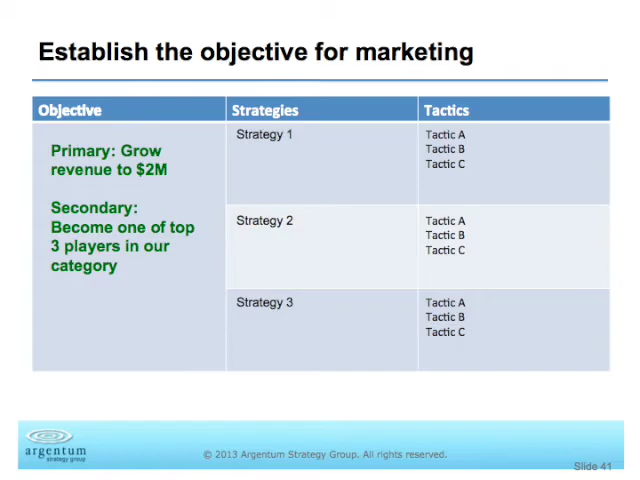 Establish the objective for marketing
Objective
Strategies
Tactics
Primary: Grow
revenue to $2M
Secondary:
Become one of top
3 players in our
category
Strategy 1
Tactic A
Tactic B
Tactic C
Strategy 2
Tactic A
Tactic B
Tactic C
Strategy 3
Tactic A
Tactic B
Tactic C
argentum
strategy group
© 2013 Argentum Strategy Group. All rights reserved.
Slide 41